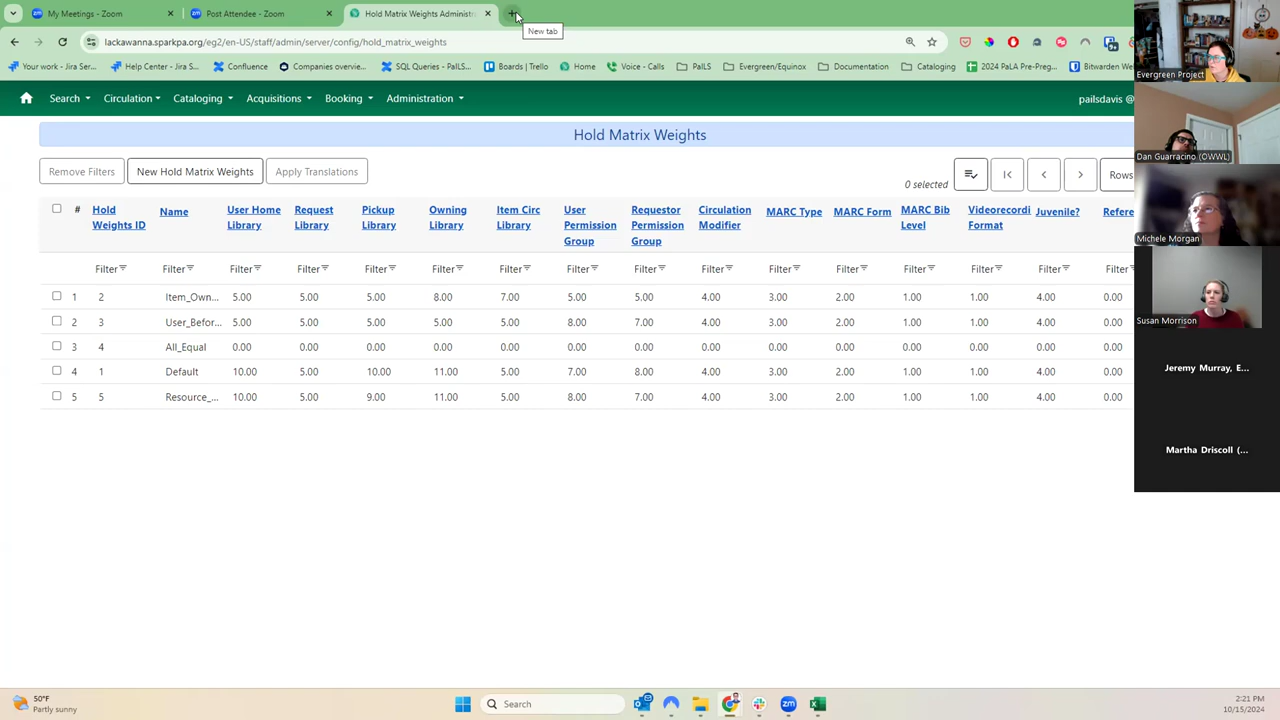 My Meetings - Zoom
Post Attendee - Zoom
Hold Matrix Weights Administr
New tab
lackawanna.sparkpa.org/eg2/en-US/staff/admin/server/config/hold_matrix_weights
Your work - Jira Ser
Help Center - Jira S
Confluence
Companies overvie...
SQL Queries - PaILS...
Boards | Trello
Home
Voice - Calls
PaILS
Evergreen/Equinox
Documentation
Cataloging
2024 PaLA Pre-Preg...
Bitwarden Web
Search Circulation Cataloging Acquisitions Booking Administration
pailsdavis @
Hold Matrix Weights
Remove Filters New Hold Matrix Weights Apply Translations
0 selected
Rows
# Hold Weights ID Name User Home Library Request Library Pickup Library Owning Library Item Circ Library User Permission Group Requestor Permission Group Circulation Modifier MARC Type MARC Form MARC Bib Level Videorecordi Format Juvenile? Refere
Filter Filter Filter Filter Filter Filter Filter Filter Filter Filter Filter Filter Filter Filter Filter Filter
1 2 Item_Own... 5.00 5.00 5.00 8.00 7.00 5.00 5.00 4.00 3.00 2.00 1.00 1.00 4.00 0.00
2 3 User_Befor... 5.00 5.00 5.00 5.00 5.00 8.00 7.00 4.00 3.00 2.00 1.00 1.00 4.00 0.00
3 4 All_Equal 0.00 0.00 0.00 0.00 0.00 0.00 0.00 0.00 0.00 0.00 0.00 0.00 0.00 0.00
4 1 Default 10.00 5.00 10.00 11.00 5.00 7.00 8.00 4.00 3.00 2.00 1.00 1.00 4.00 0.00
5 5 Resource_... 10.00 5.00 9.00 11.00 5.00 8.00 7.00 4.00 3.00 2.00 1.00 1.00 4.00 0.00
Evergreen Project
Dan Guarracino (OWWL)
Michele Morgan
Susan Morrison
Jeremy Murray, E...
Martha Driscoll (...
50°F
Partly sunny
Search
2:21 PM
10/15/2024